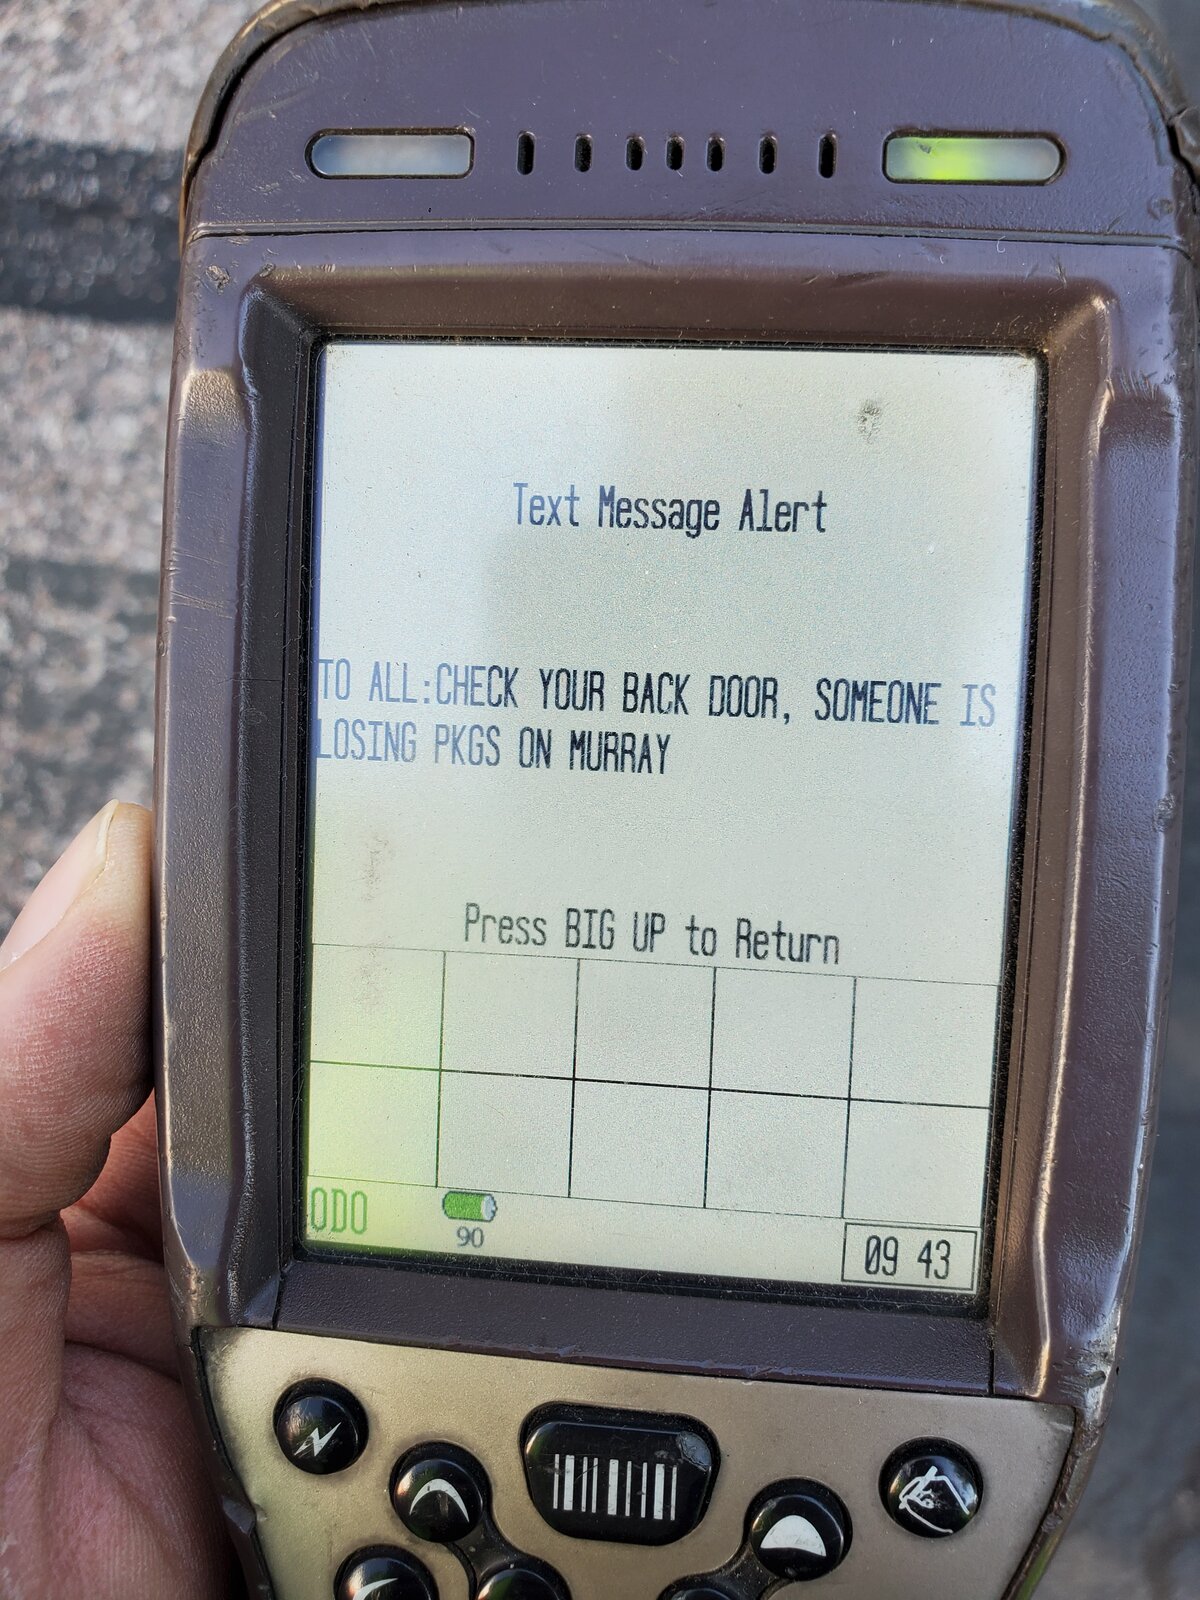 Text Message Alert
TO ALL:CHECK YOUR BACK DOOR, SOMEONE IS
LOSING PKGS ON MURRAY
Press BIG UP to Return
ODO
90
09 43